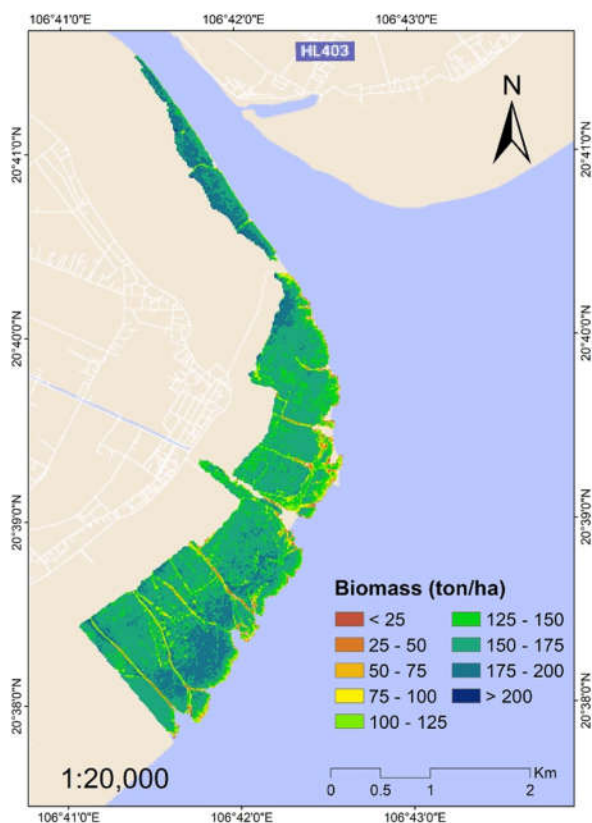 106°41'0"E 106°42'0"E 106°43'0"E
HL403
N
20°41'0"N 20°41'0"N
20°40'0"N 20°40'0"N
20°39'0"N 20°39'0"N
20°38'0"N 20°38'0"N
Biomass (ton/ha)
< 25 125 - 150
25 - 50 150 - 175
50 - 75 175 - 200
75 - 100 > 200
100 - 125
1:20,000
Km
0 0.5 1 2
106°41'0"E 106°42'0"E 106°43'0"E